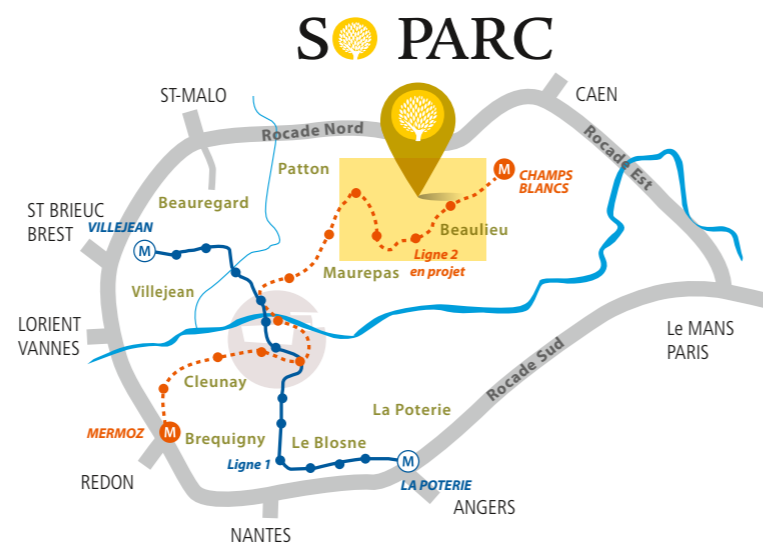 SO PARC
ST-MALO
CAEN
Rocade Nord
Rocade Est
Patton
M
CHAMPS
BLANCS
Beauregard
ST BRIEUC
BREST
VILLEJEAN
M
Beaulieu
Ligne 2
en projet
Maurepas
Villejean
LORIENT
VANNES
Le MANS
PARIS
Rocade Sud
Cleunay
La Poterie
MERMOZ
M
Brequigny
Le Blosne
Ligne 1
M
LA POTERIE
REDON
ANGERS
NANTES